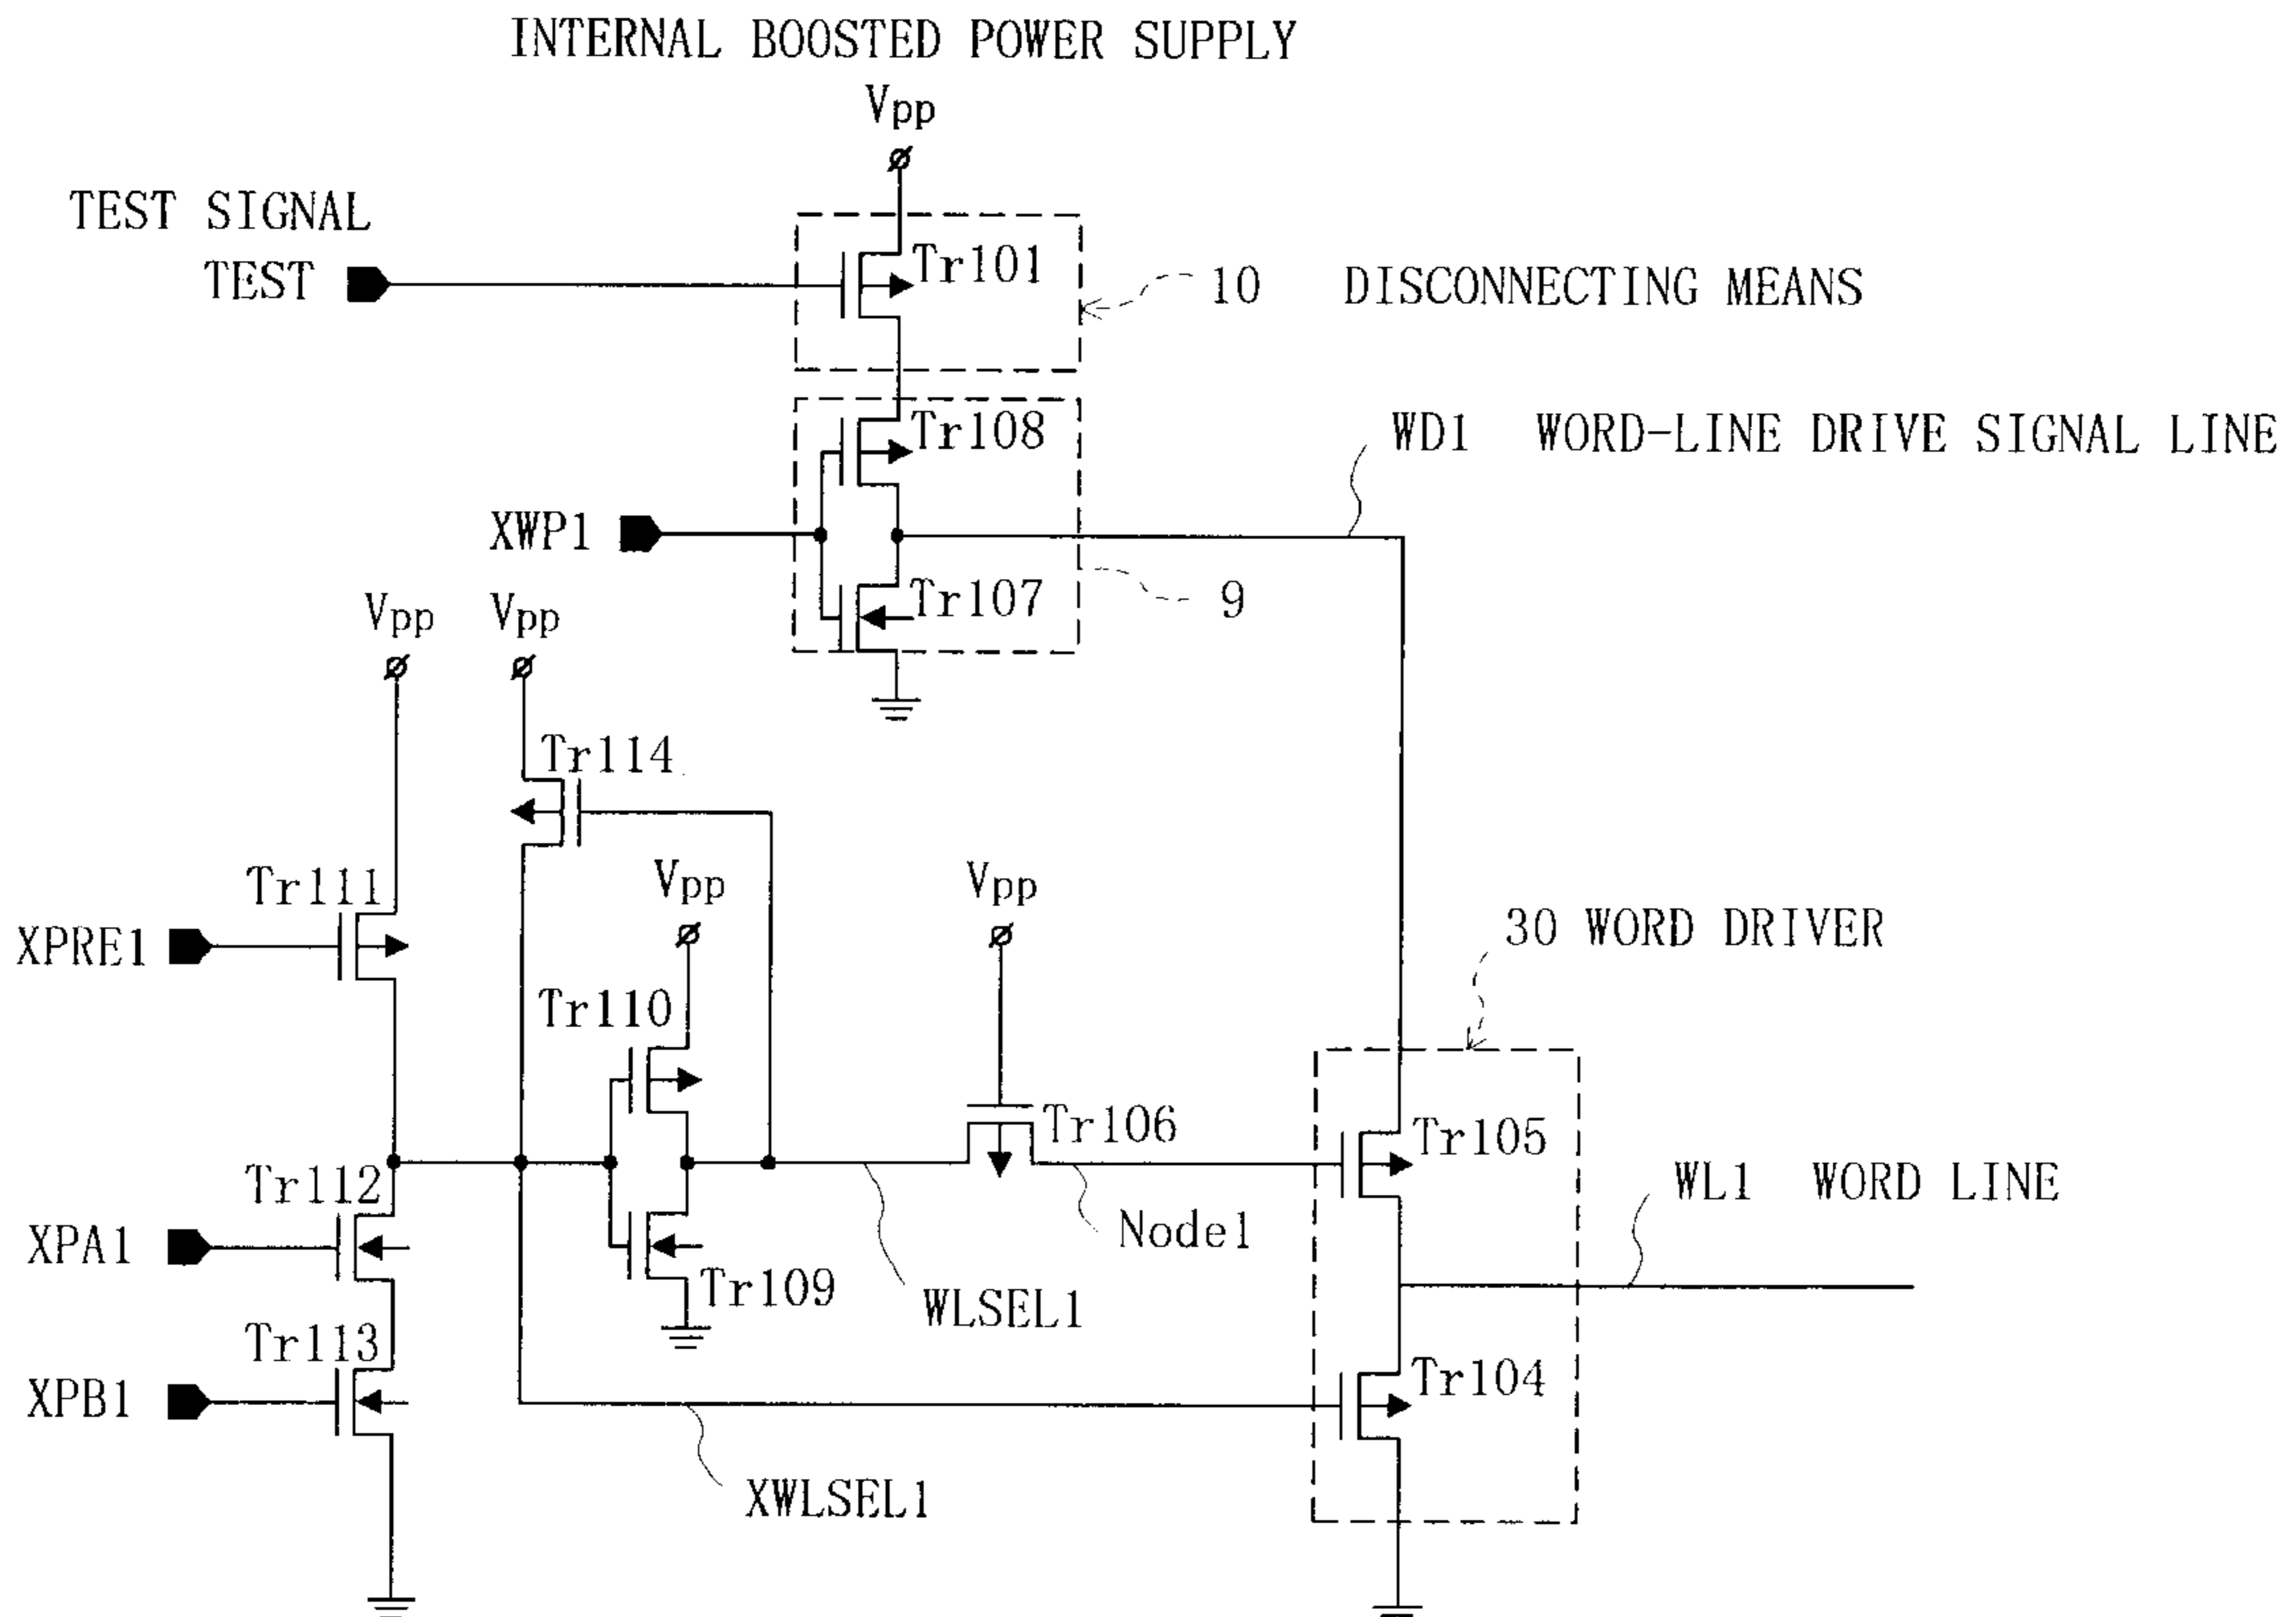 INTERNAL BOOSTED POWER SUPPLY
Vpp
TEST SIGNAL
TEST
Tr101
10 DISCONNECTING MEANS
Tr108
WD1 WORD-LINE DRIVE SIGNAL LINE
XWP1
Tr107
9
Vpp
Vpp
Tr114
Vpp
Vpp
Tr111
XPRE1
30 WORD DRIVER
Tr110
Tr106
Tr105
Tr112
WL1 WORD LINE
XPA1
Node1
Tr109
WLSEL1
Tr113
XPB1
Tr104
XWLSEL1